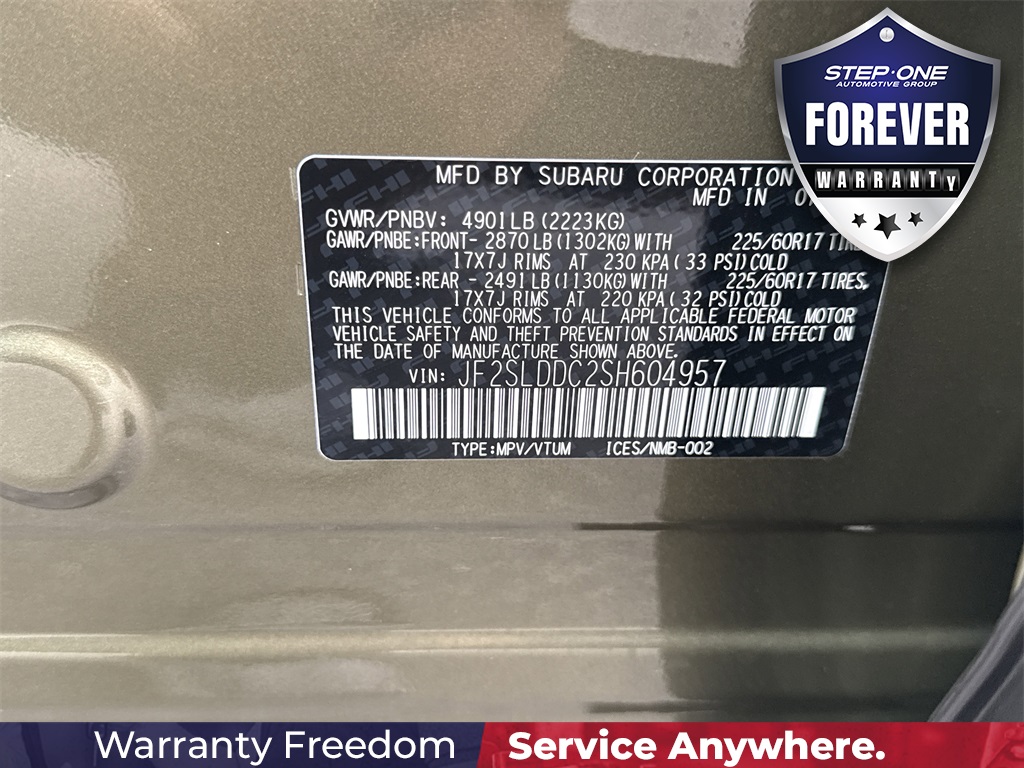 STEP·ONE
AUTOMOTIVE GROUP
FOREVER
WARRANTY
MFD BY SUBARU CORPORATION
MFD IN
GVWR/PNBV: 4901LB(2223KG)
GAWR/PNBE:FRONT- 2870LB(1302KG)WITH 225/60R17 TIRES
17X7J RIMS AT 230 KPA( 33 PSI)COLD
GAWR/PNBE:REAR - 2491LB(1130KG)WITH 225/60R17 TIRES,
17X7J RIMS AT 220 KPA( 32 PSI)COLD
THIS VEHICLE CONFORMS TO ALL APPLICABLE FEDERAL MOTOR
VEHICLE SAFETY AND THEFT PREVENTION STANDARDS IN EFFECT ON
THE DATE OF MANUFACTURE SHOWN ABOVE.
VIN: JF2SLDDC2SH604957
TYPE:MPV/VTUM ICES/NMB-002
Warranty Freedom Service Anywhere.